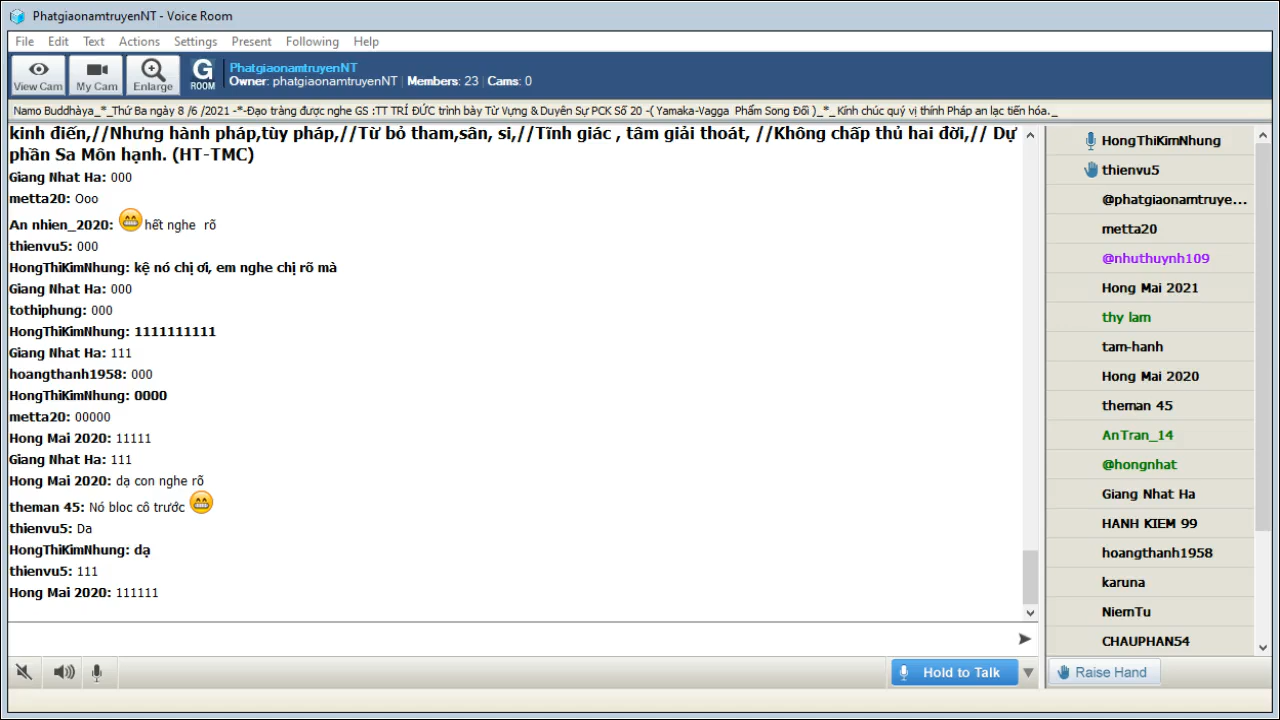 PhatgiaonamtruyenNT - Voice Room
File Edit Text Actions Settings Present Following Help
View Cam
My Cam
Enlarge
G
ROOM
PhatgiaonamtruyenNT
Owner: phatgiaonamtruyenNT | Members: 23 | Cams: 0
Namo Buddhàya_*_Thứ Ba ngày 8 /6 /2021 -*-Đạo tràng được nghe GS :TT TRÍ ĐỨC trình bày Từ Vựng & Duyên Sự PCK Số 20 -( Yamaka-Vagga Phẩm Song Đối )_*_ Kính chúc quý vị thính Pháp an lạc tiến hóa._
kinh điển,//Nhưng hành pháp,tùy pháp,//Từ bỏ tham,sân, si,//Tĩnh giác , tâm giải thoát, //Không chấp thủ hai đời,// Dự
phần Sa Môn hạnh. (HT-TMC)
Giang Nhat Ha: 000
metta20: Ooo
An nhien_2020: hết nghe rõ
thienvu5: 000
HongThiKimNhung: kệ nó chị ơi, em nghe chị rõ mà
Giang Nhat Ha: 000
tothiphung: 000
HongThiKimNhung: 1111111111
Giang Nhat Ha: 111
hoangthanh1958: 000
HongThiKimNhung: 0000
metta20: 00000
Hong Mai 2020: 11111
Giang Nhat Ha: 111
Hong Mai 2020: dạ con nghe rõ
theman 45: Nó bloc cô trước
thienvu5: Da
HongThiKimNhung: dạ
thienvu5: 111
Hong Mai 2020: 111111
Hold to Talk
HongThiKimNhung
thienvu5
@phatgiaonamtruye...
metta20
@nhuthuynh109
Hong Mai 2021
thy lam
tam-hanh
Hong Mai 2020
theman 45
AnTran_14
@hongnhat
Giang Nhat Ha
HANH KIEM 99
hoangthanh1958
karuna
NiemTu
CHAUPHAN54
Raise Hand